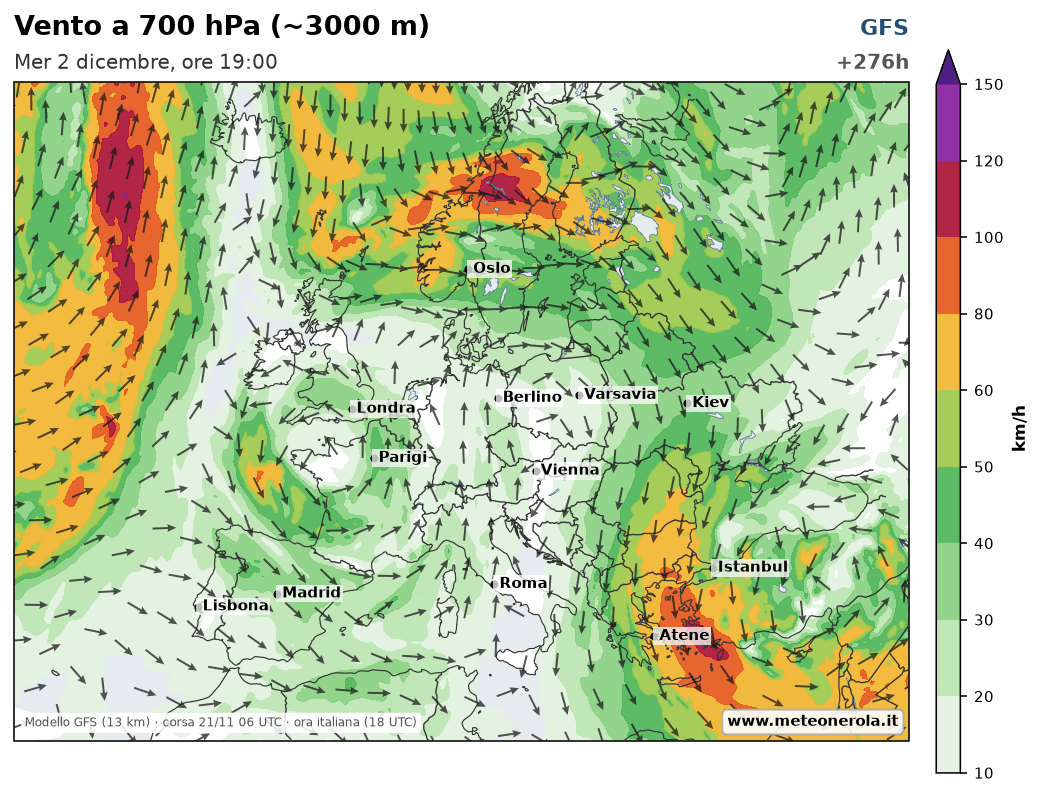 Vento a 700 hPa (~3000 m)
GFS
Mer 2 dicembre, ore 19:00
+276h
150
120
100
80
60
50
40
30
20
10
km/h
Oslo
Londra
Berlino
Varsavia
Kiev
Parigi
Vienna
Istanbul
Roma
Madrid
Lisbona
Atene
Modello GFS (13 km) · corsa 21/11 06 UTC · ora italiana (18 UTC)
www.meteonerola.it